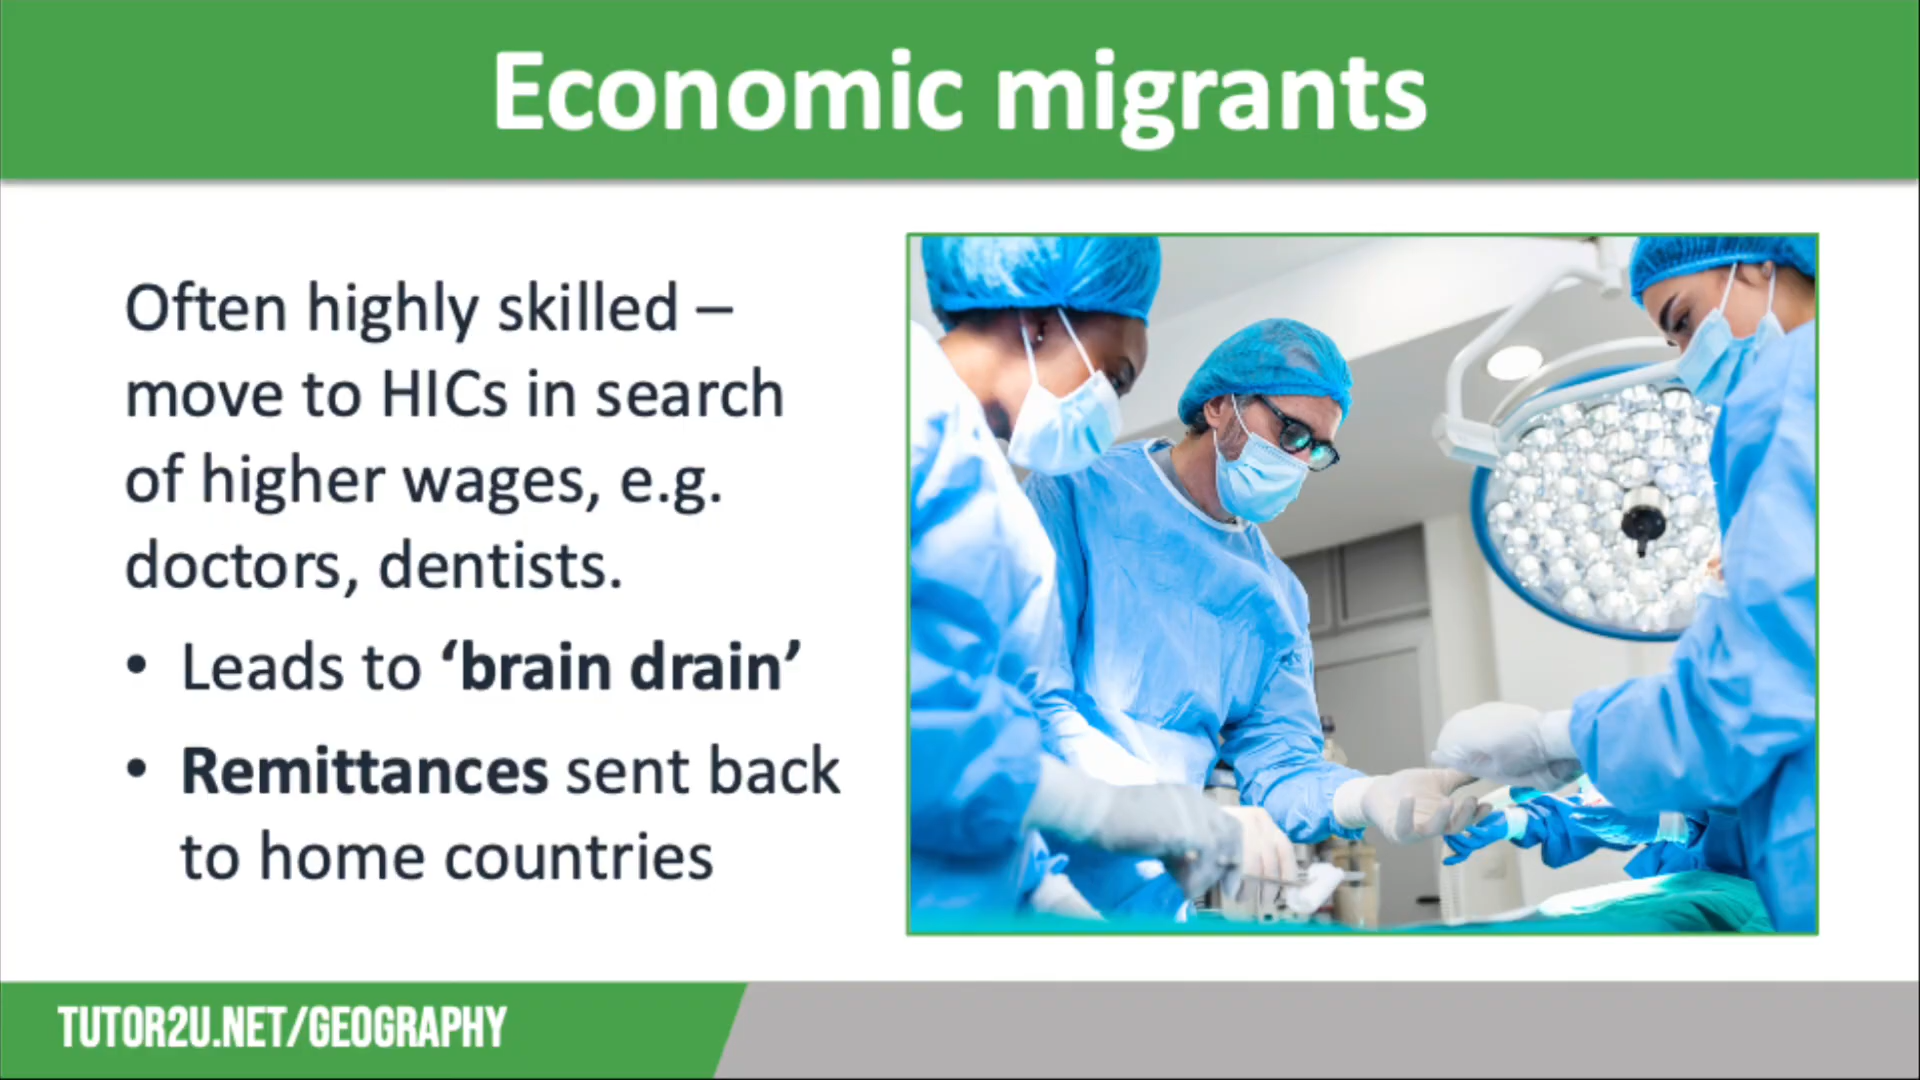 Economic migrants
Often highly skilled –
move to HICs in search
of higher wages, e.g.
doctors, dentists.
• Leads to ‘brain drain’
• Remittances sent back
to home countries
TUTOR2U.NET/GEOGRAPHY